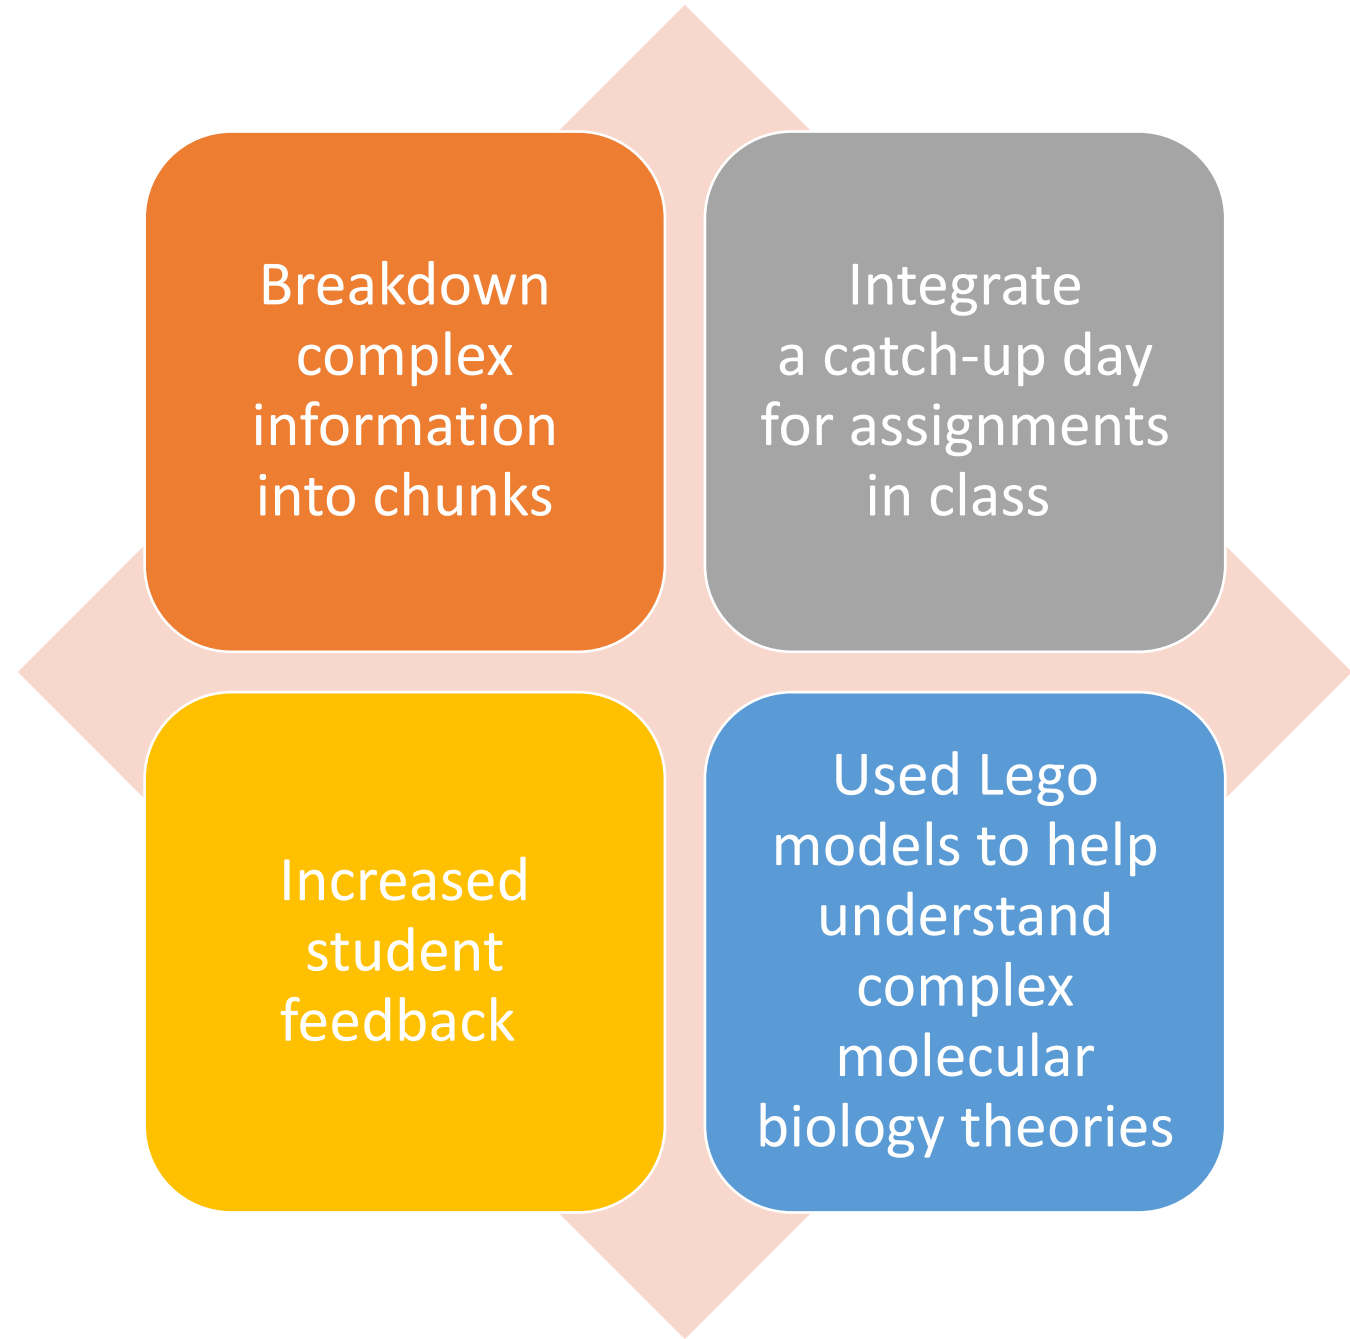 Breakdown
complex
information
into chunks
Integrate
a catch-up day
for assignments
in class
Increased
student
feedback
Used Lego
models to help
understand
complex
molecular
biology theories